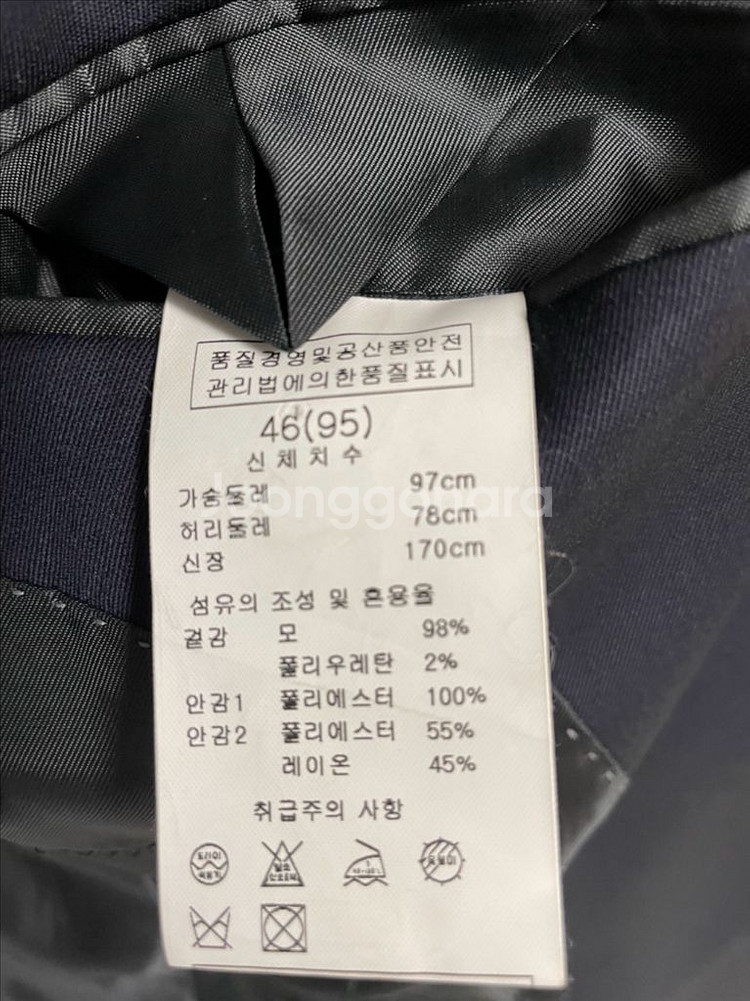 품질경영및공산품안전
관리법에의한품질표시
46(95)
신체치수
가슴둘레 97cm
허리둘레 78cm
신장 170cm
섬유의 조성 및 혼용율
겉감 모 98%
폴리우레탄 2%
안감1 폴리에스터 100%
안감2 폴리에스터 55%
레이온 45%
취급주의 사항
드라이
joonggonara